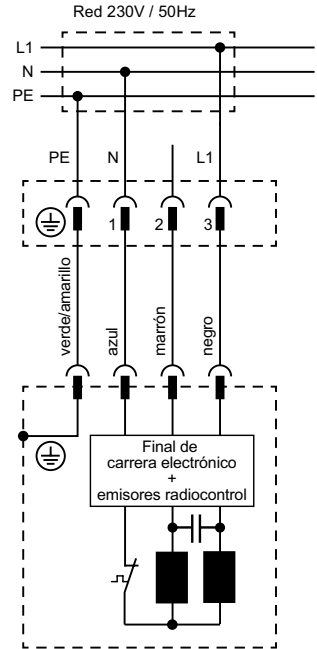 Red 230V / 50Hz
L1
N
PE
PE
N
L1
1
2
3
verde/amarillo
azul
marrón
negro
Final de
carrera electrónico
+
emisores radiocontrol